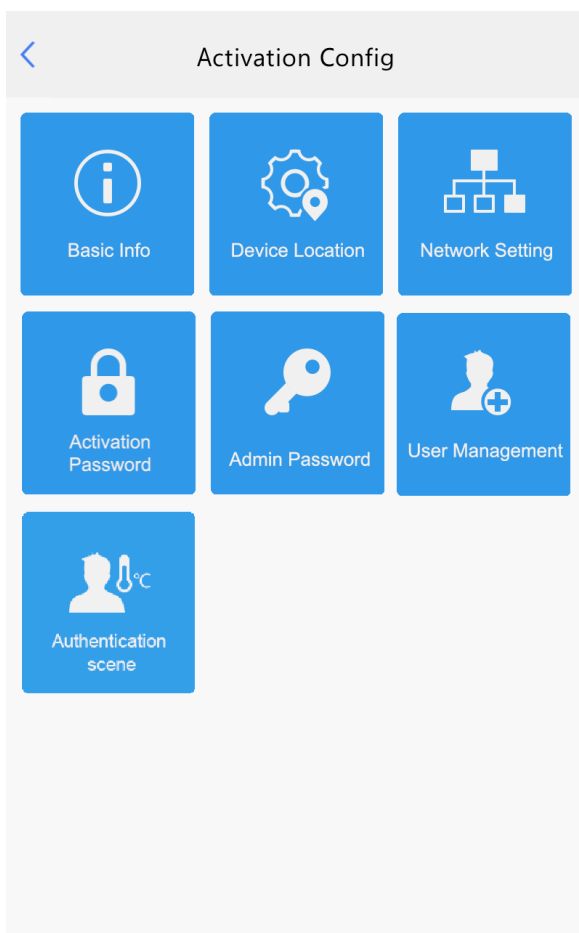 Activation Config
Basic Info
Device Location
Network Setting
Activation
Password
Admin Password
User Management
°C
Authentication
scene